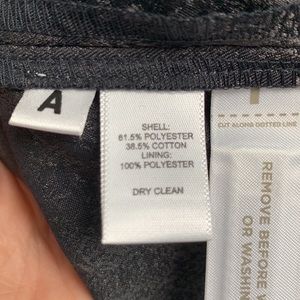 A
SHELL:
61.5% POLYESTER
38.5% COTTON
LINING:
100% POLYESTER
DRY CLEAN
CUT ALONG DOTTED LINE
REMOVE BEFORE
OR WASHIN